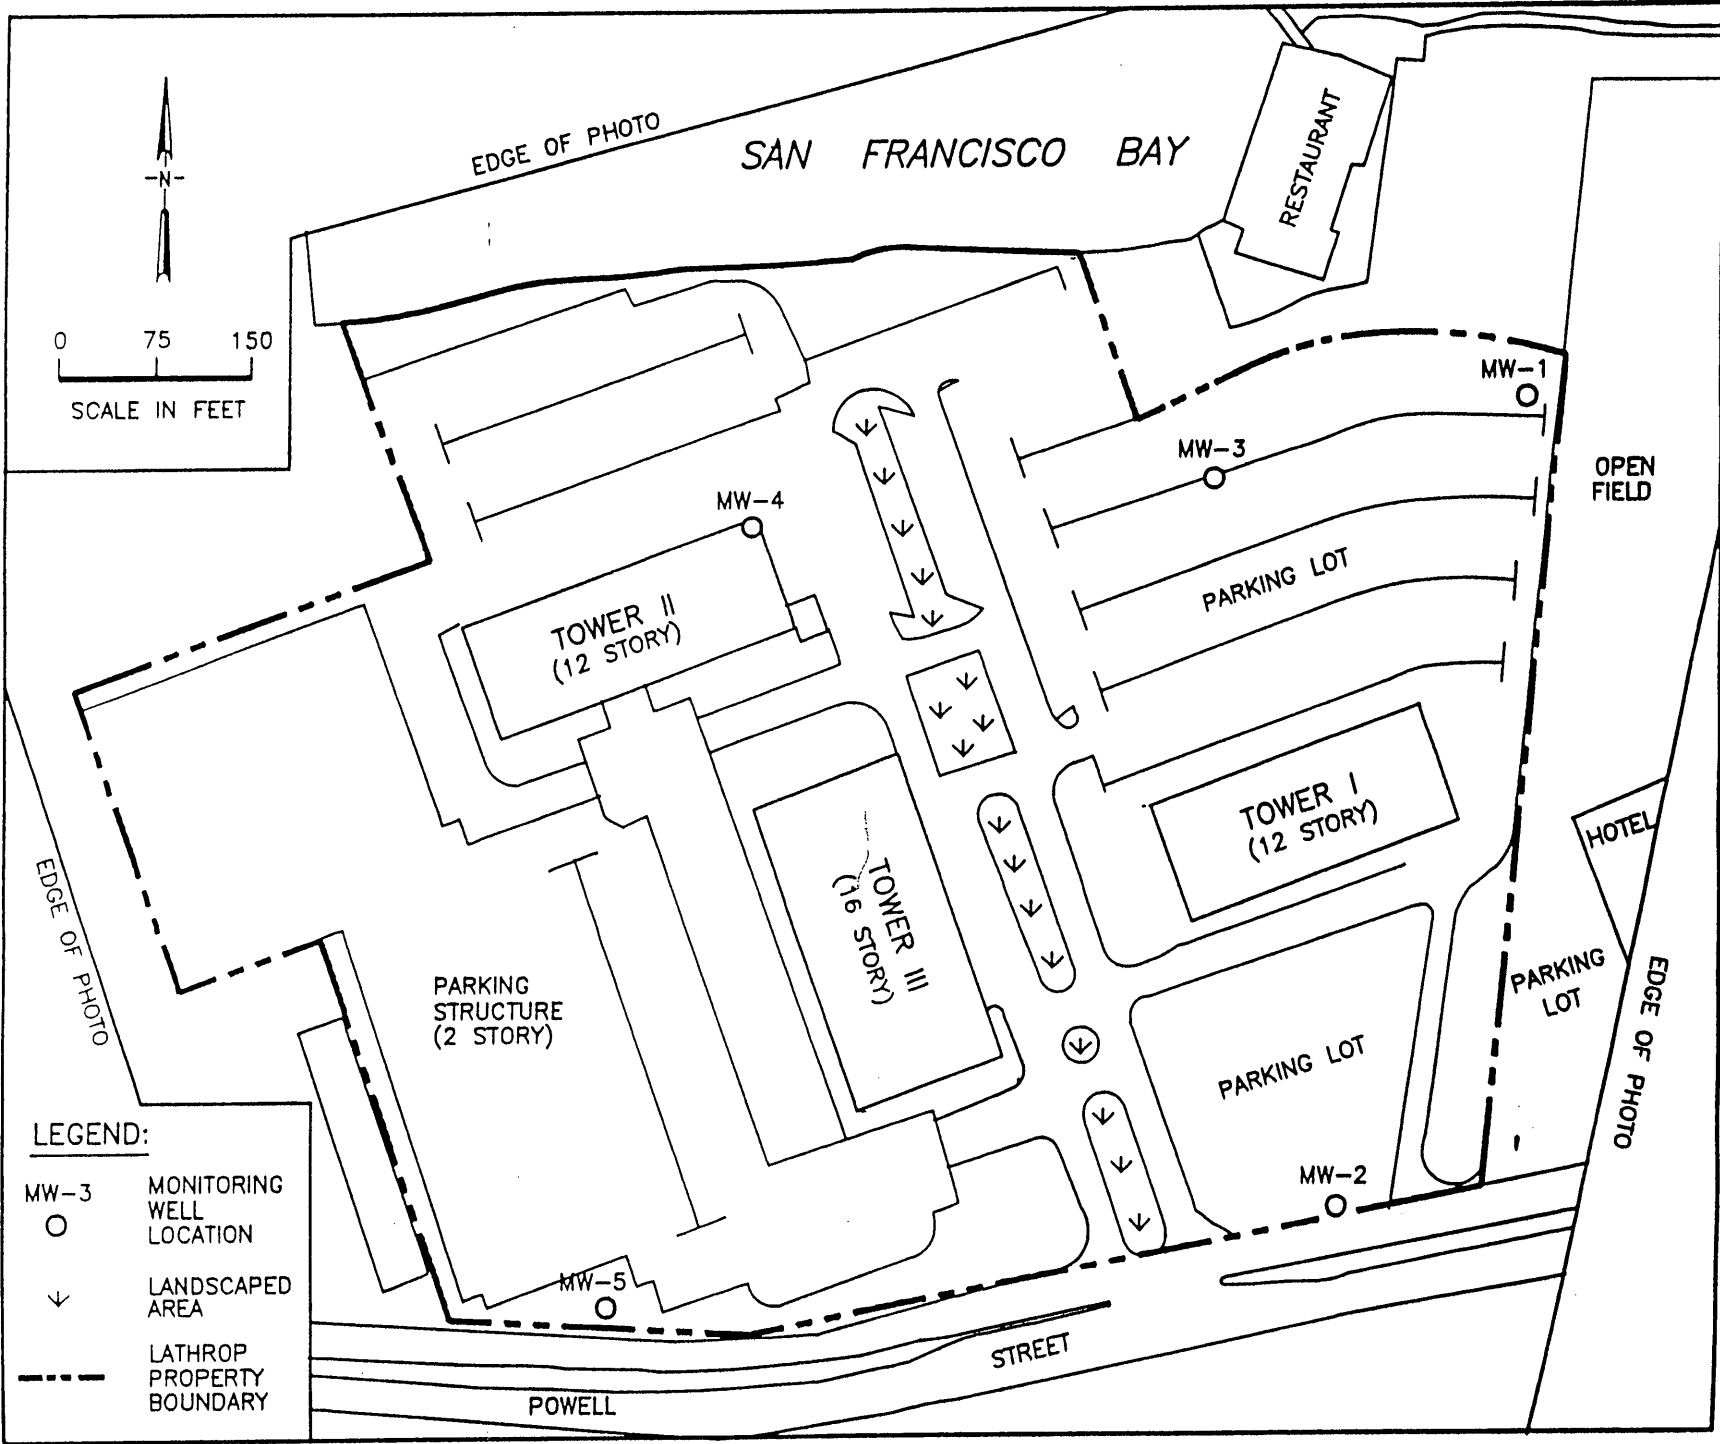 EDGE OF PHOTO
SAN FRANCISCO BAY
RESTAURANT
-N-
0 75 150
SCALE IN FEET
MW-1
MW-3
OPEN
FIELD
MW-4
PARKING LOT
TOWER II
(12 STORY)
TOWER I
(12 STORY)
HOTEL
TOWER III
(16 STORY)
EDGE OF PHOTO
PARKING
STRUCTURE
(2 STORY)
PARKING
LOT
EDGE OF PHOTO
PARKING LOT
MW-2
MW-5
STREET
POWELL
LEGEND:
MW-3 MONITORING
WELL
LOCATION
LANDSCAPED
AREA
LATHROP
PROPERTY
BOUNDARY